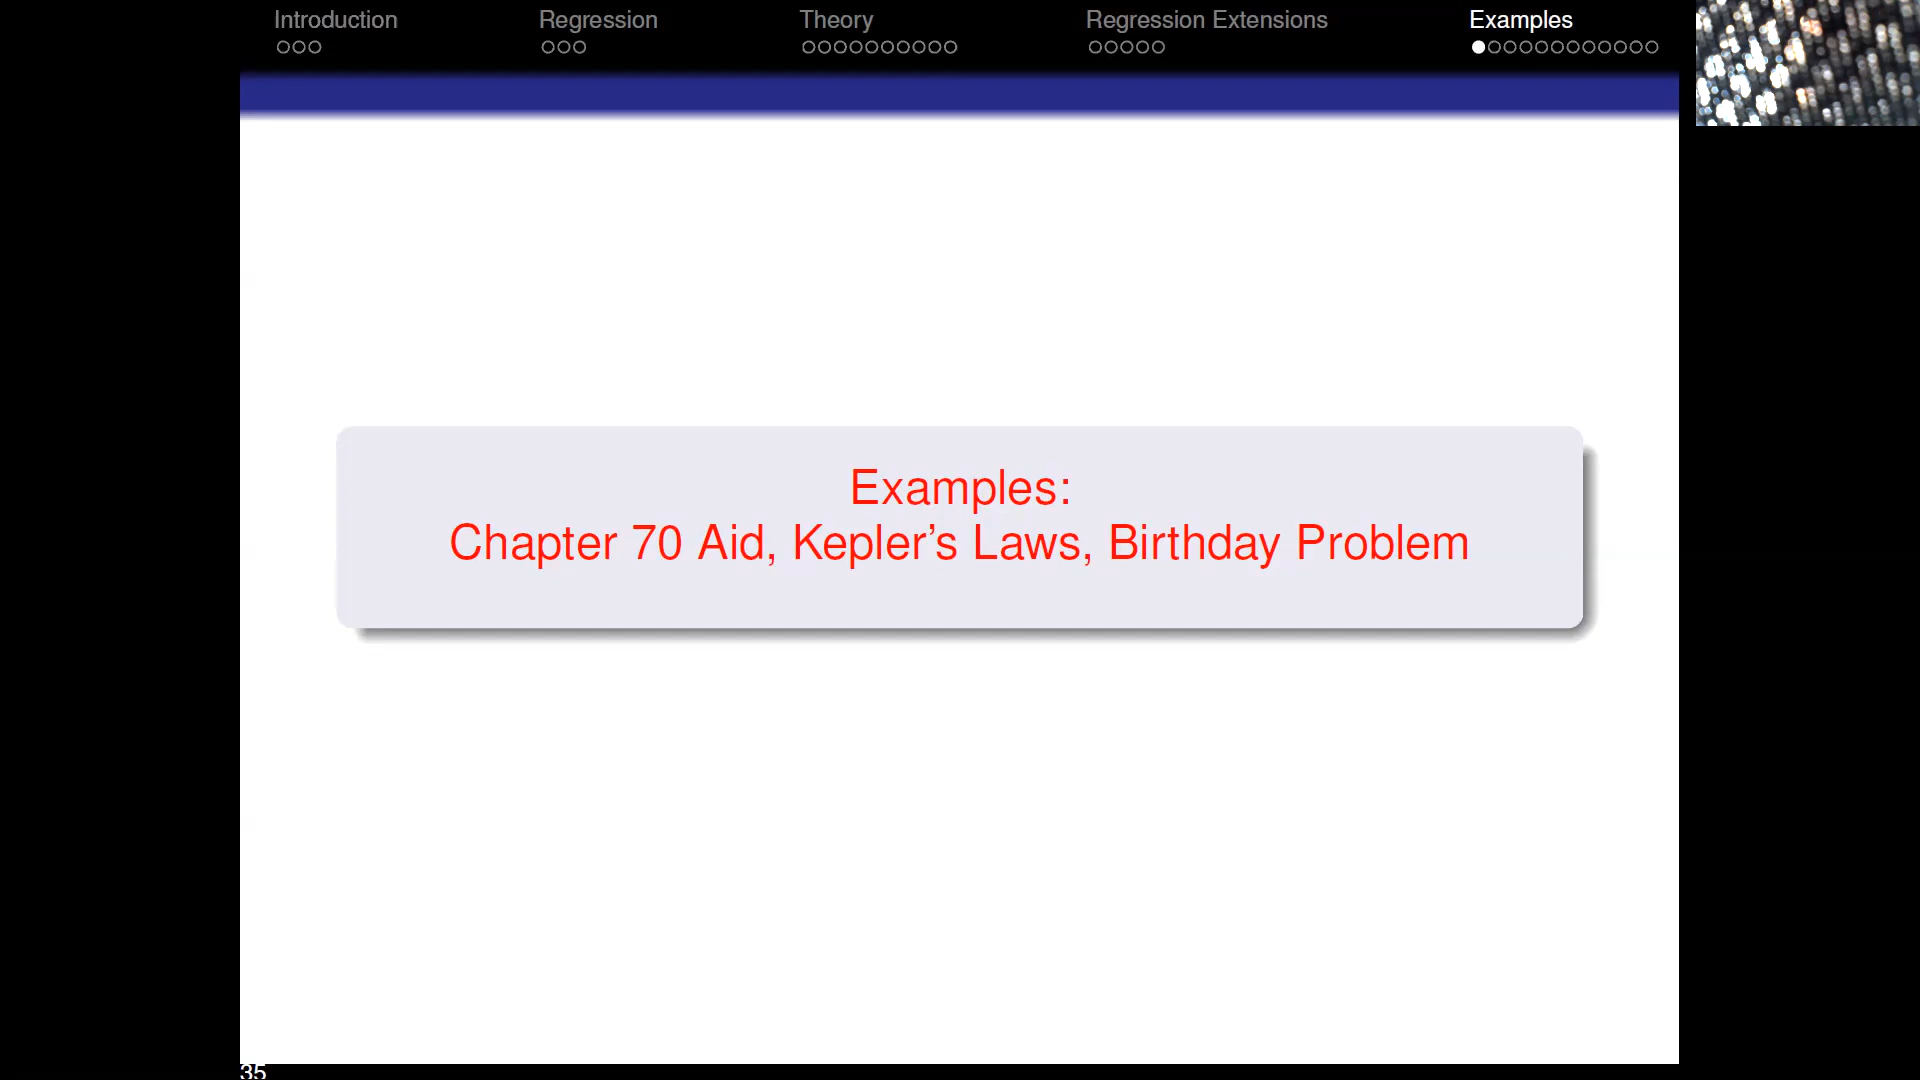 Introduction
Regression
Theory
Regression Extensions
Examples
Examples:
Chapter 70 Aid, Kepler’s Laws, Birthday Problem
35